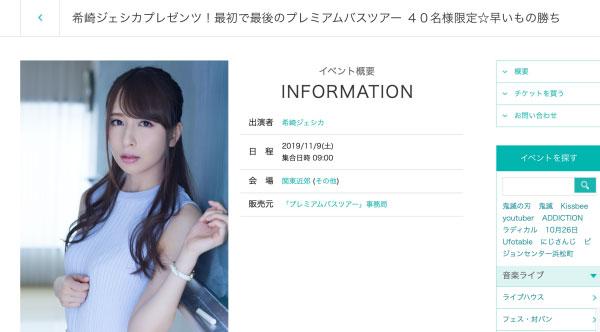 希崎ジェシカプレゼンツ！最初で最後のプレミアムバスツアー ４０名様限定☆早いもの勝ち
イベント概要
INFORMATION
出演者 希崎ジェシカ
日 程 2019/11/9(土)
集合日時 09:00
会 場 関東近郊 (その他)
販売元 「プレミアムバスツアー」事務局
概要
チケットを買う
お問い合わせ
イベントを探す
鬼滅の刃 鬼滅 Kissbee
youtuber ADDICTION
ラディカル 10月26日
Ufotable にじさんじ ピ
ジョンセンター浜松町
音楽ライブ
ライブハウス
フェス・対バン